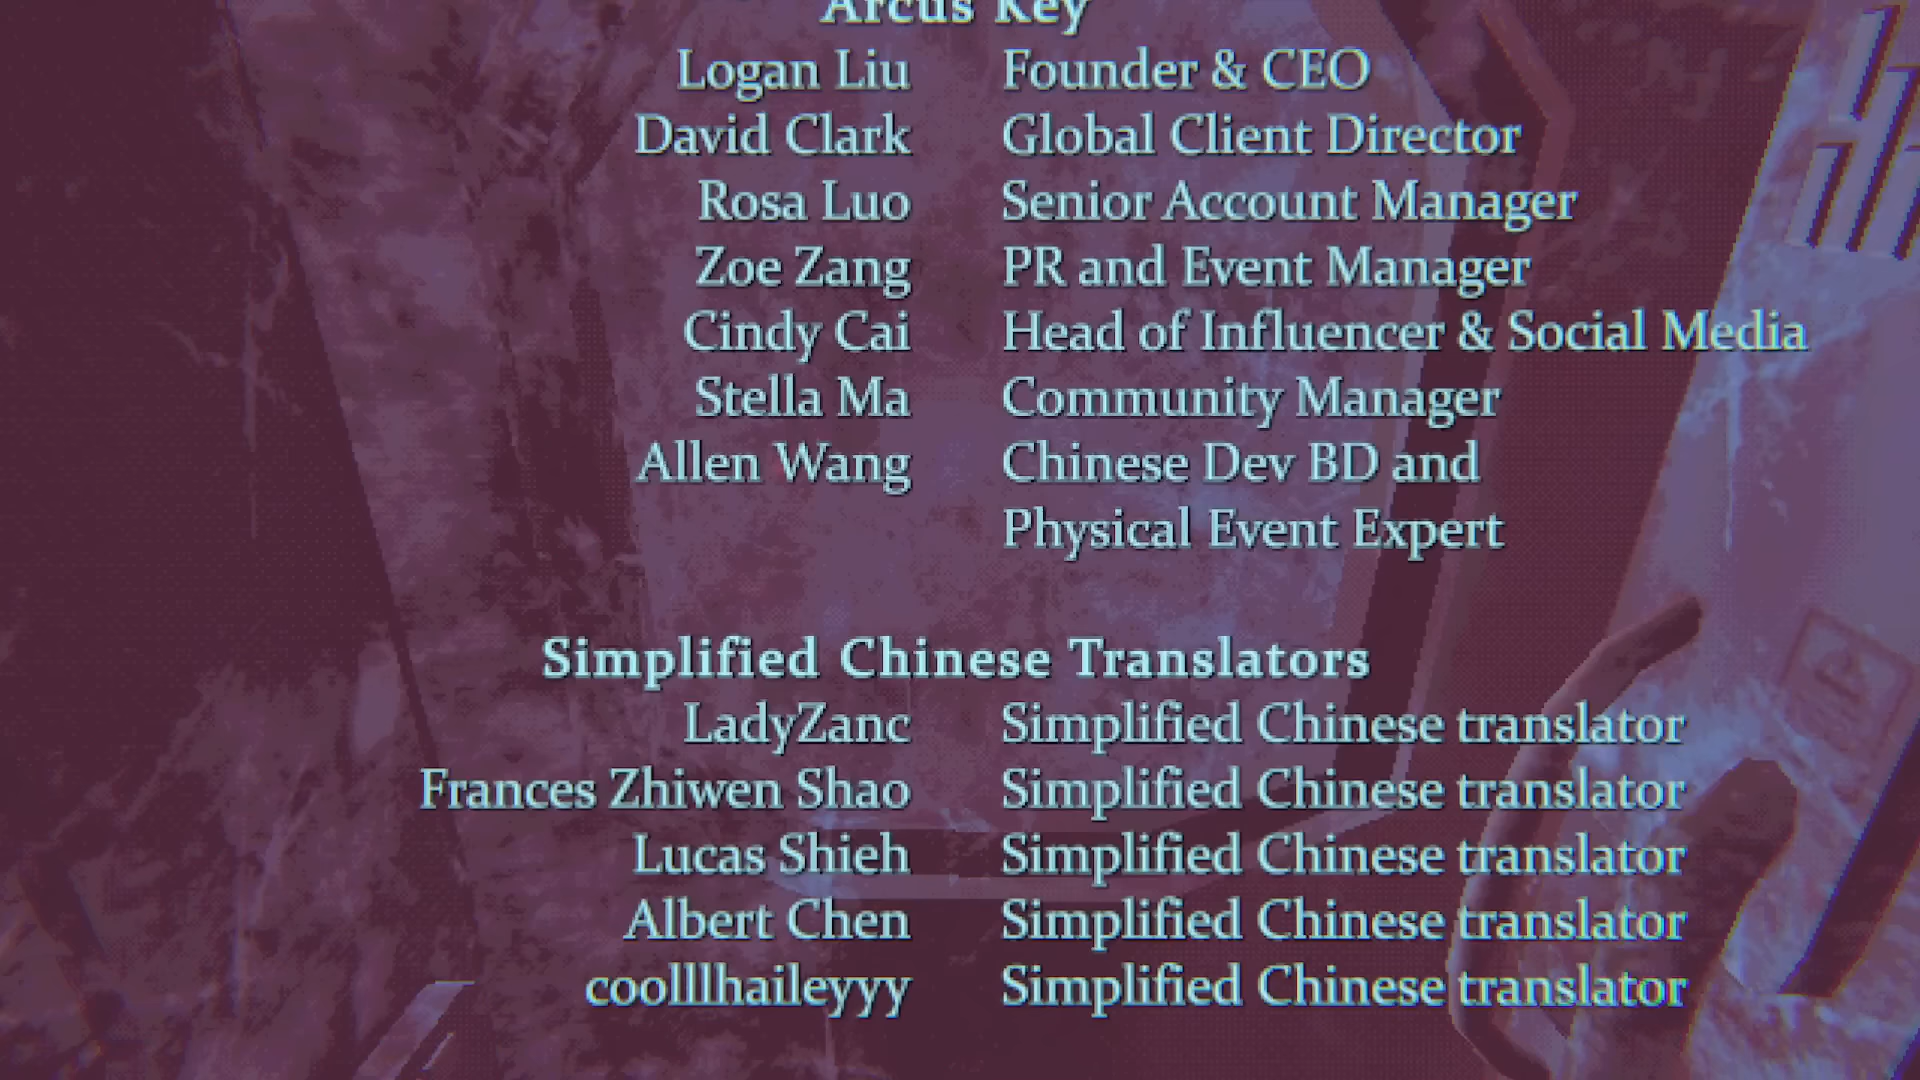 Arcus Key
Logan Liu Founder & CEO
David Clark Global Client Director
Rosa Luo Senior Account Manager
Zoe Zang PR and Event Manager
Cindy Cai Head of Influencer & Social Media
Stella Ma Community Manager
Allen Wang Chinese Dev BD and
Physical Event Expert
Simplified Chinese Translators
LadyZanc Simplified Chinese translator
Frances Zhiwen Shao Simplified Chinese translator
Lucas Shieh Simplified Chinese translator
Albert Chen Simplified Chinese translator
coollllhaileyyy Simplified Chinese translator